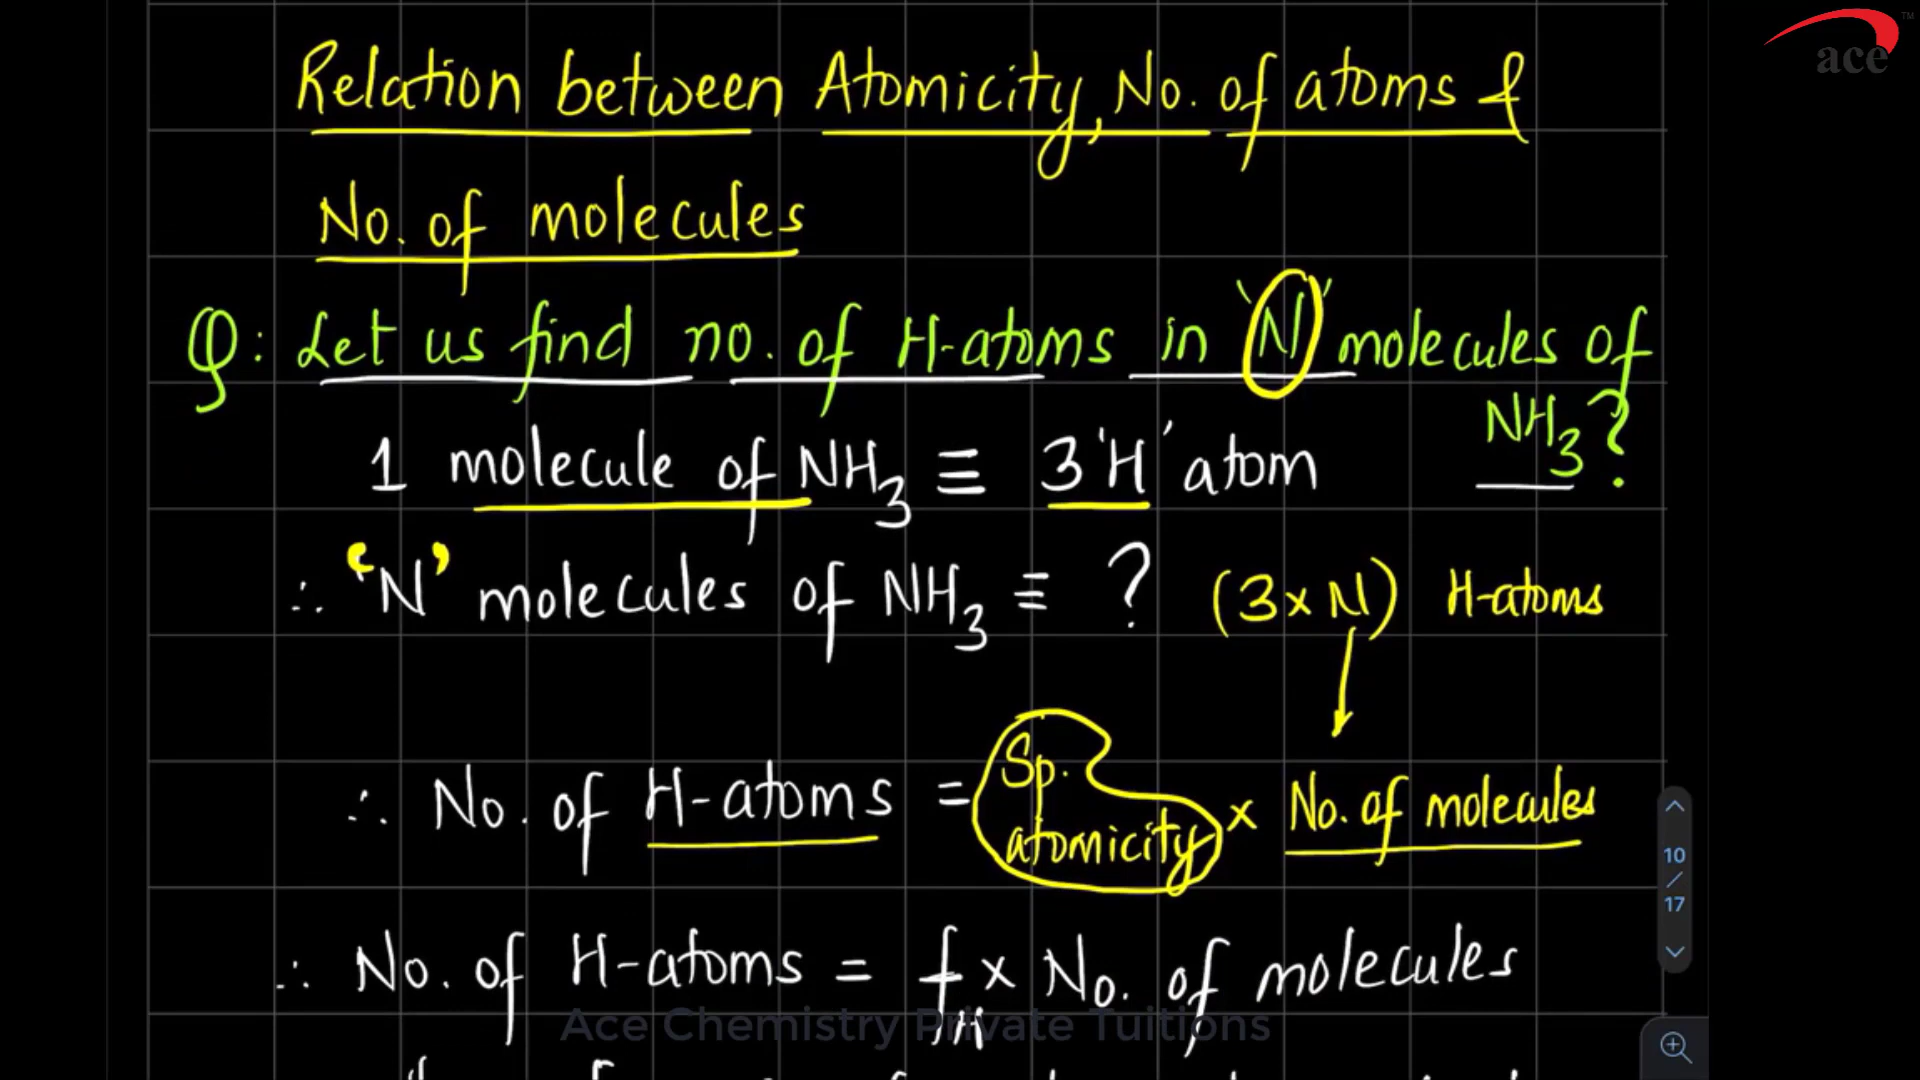 ace TM
Relation between Atomicity, No. of atoms &
No. of molecules
Q: Let us find no. of H-atoms in 'N' molecules of
NH3?
1 molecule of NH3 ≡ 3 'H' atom
∴ 'N' molecules of NH3 ≡ ? (3 x N) H-atoms
∴ No. of H-atoms = Sp. atomicity x No. of molecules
∴ No. of H-atoms = fH x No. of molecules
Ace Chemistry Private Tuitions
10
/
17